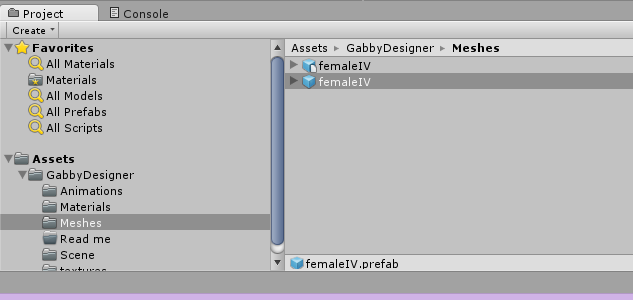 Project
Console
Create
Favorites
All Materials
Materials
All Models
All Prefabs
All Scripts
Assets
GabbyDesigner
Animations
Materials
Meshes
Read me
Scene
textures
Assets ▸ GabbyDesigner ▸ Meshes
femaleIV
femaleIV
femaleIV.prefab